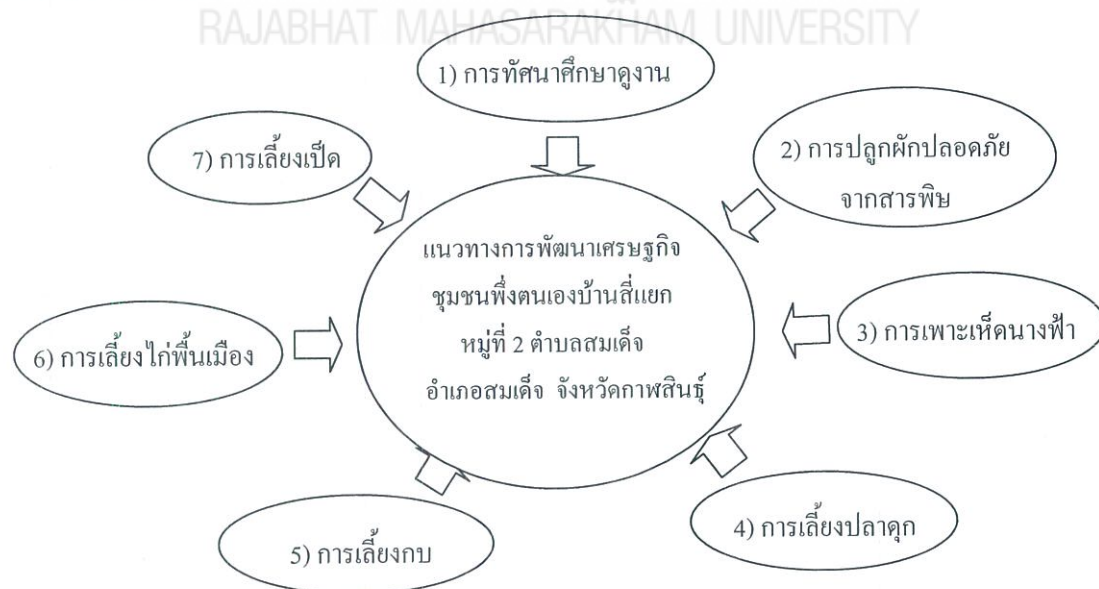 RAJABHAT MAHASARAKHAM UNIVERSITY
1) การทัศนาศึกษาดูงาน
2) การปลูกผักปลอดภัย
จากสารพิษ
3) การเพาะเห็ดนางฟ้า
4) การเลี้ยงปลาดุก
5) การเลี้ยงกบ
6) การเลี้ยงไก่พื้นเมือง
7) การเลี้ยงเป็ด
แนวทางการพัฒนาเศรษฐกิจ
ชุมชนพึ่งตนเองบ้านสี่แยก
หมู่ที่ 2 ตำบลสมเด็จ
อำเภอสมเด็จ จังหวัดกาฬสินธุ์